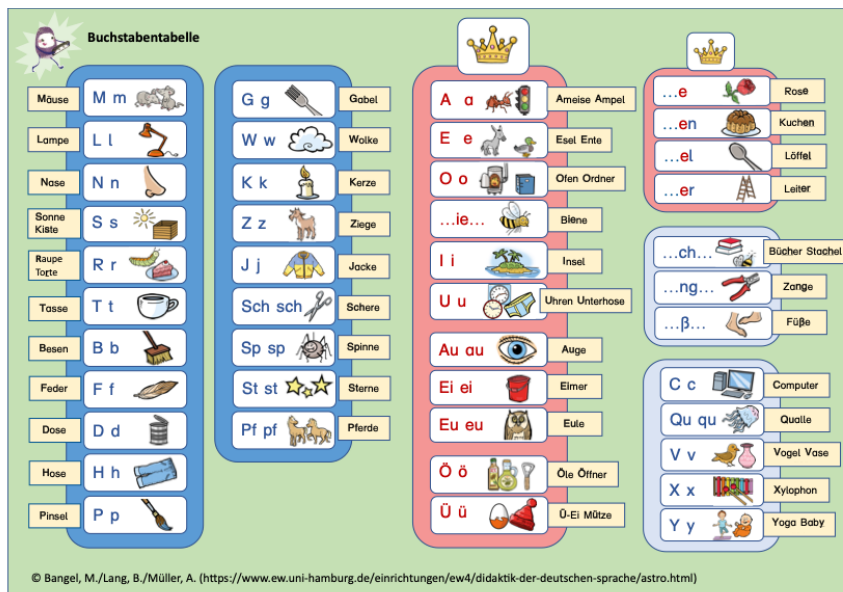 Buchstabentabelle
Mäuse
M m
Lampe
L l
Nase
N n
Sonne
Kiste
S s
Raupe
Torte
R r
Tasse
T t
Besen
B b
Feder
F f
Dose
D d
Hose
H h
Pinsel
P p
G g
Gabel
W w
Wolke
K k
Kerze
Z z
Ziege
J j
Jacke
Sch sch
Schere
Sp sp
Spinne
St st
Sterne
Pf pf
Pferde
A a
Ameise Ampel
E e
Esel Ente
O o
Ofen Ordner
...ie...
Biene
I i
Insel
U u
Uhren Unterhose
Au au
Auge
Ei ei
Eimer
Eu eu
Eule
Ö ö
Öle Öffner
Ü ü
Ü-Ei Mütze
...e
Rose
...en
Kuchen
...el
Löffel
...er
Leiter
...ch...
Bücher Stachel
...ng...
Zange
...ß...
Füße
C c
Computer
Qu qu
Qualle
V v
Vogel Vase
X x
Xylophon
Y y
Yoga Baby
© Bangel, M./Lang, B./Müller, A. (https://www.ew.uni-hamburg.de/einrichtungen/ew4/didaktik-der-deutschen-sprache/astro.html)